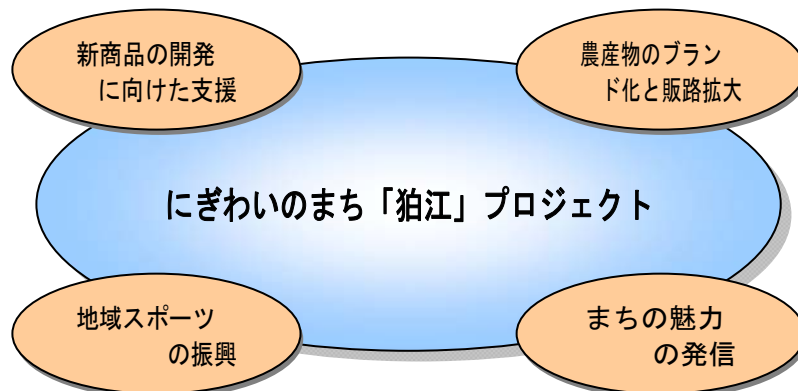 新商品の開発
に向けた支援
農産物のブラン
ド化と販路拡大
にぎわいのまち「狛江」プロジェクト
地域スポーツ
の振興
まちの魅力
の発信